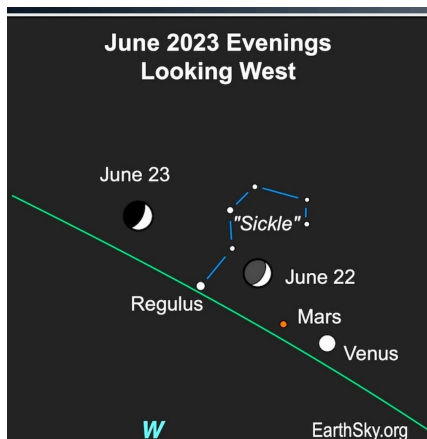 June 2023 Evenings
Looking West
June 23
"Sickle"
June 22
Regulus
Mars
Venus
W
EarthSky.org